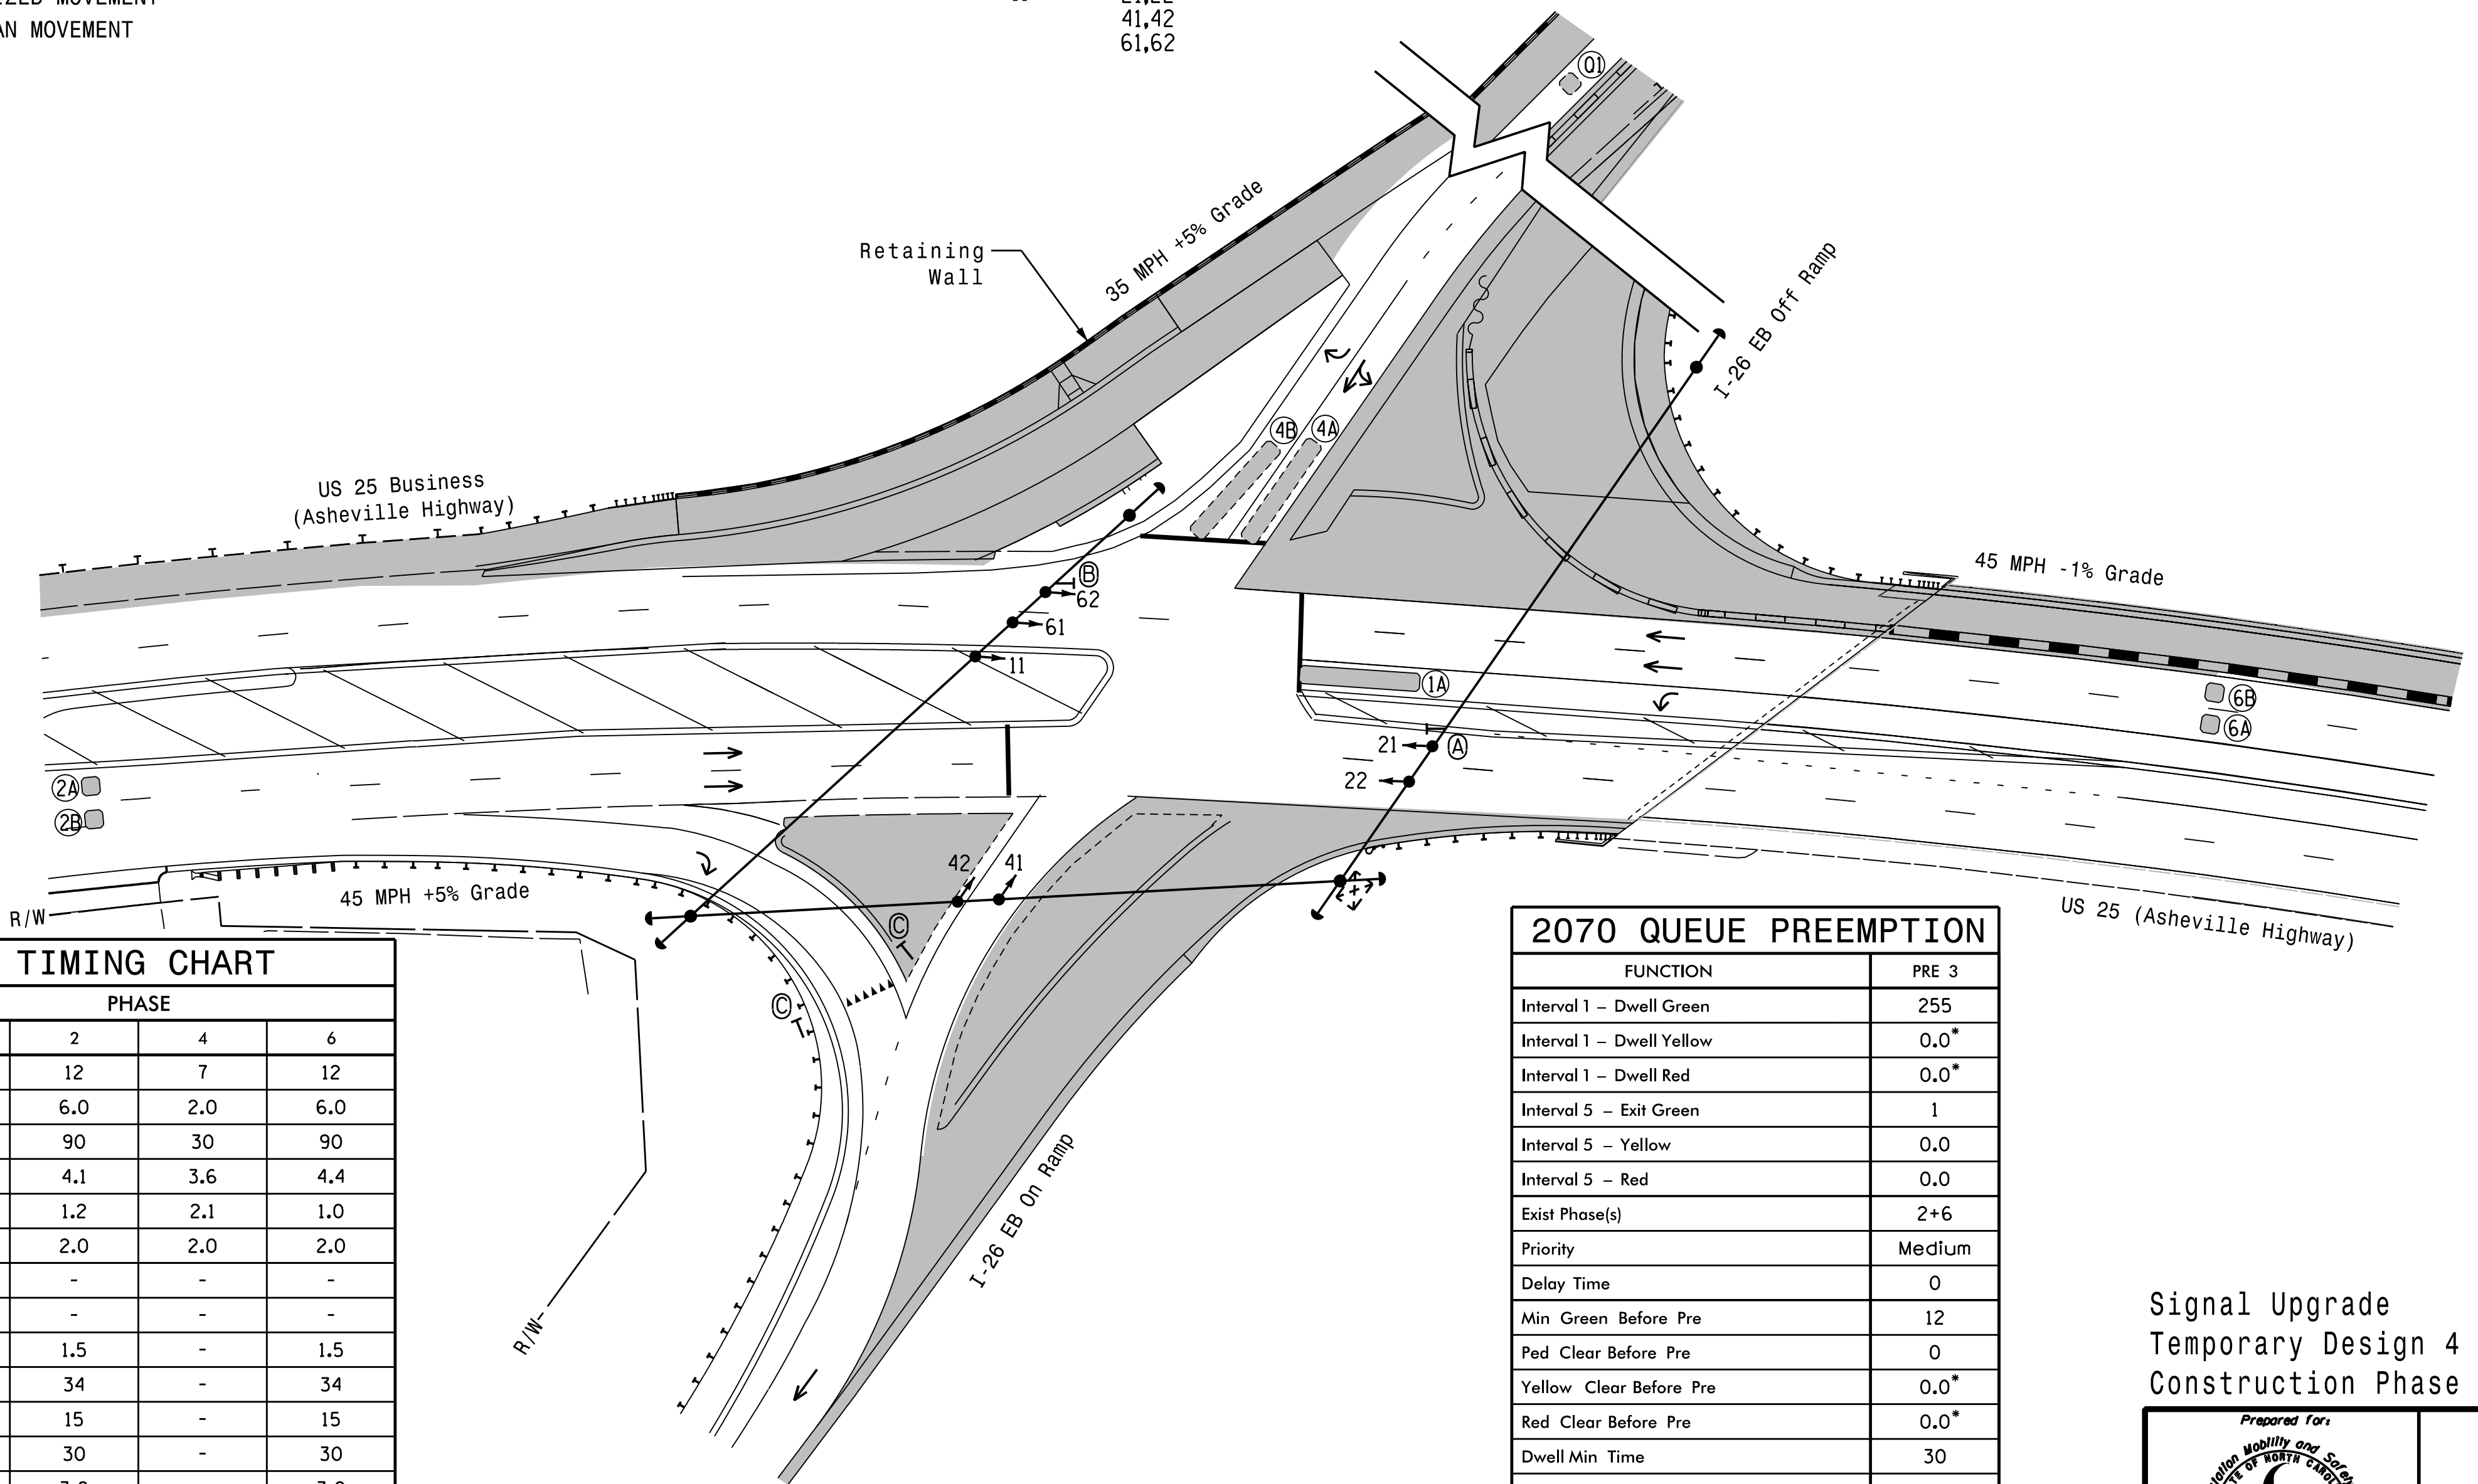 AN MOVEMENT
41,42
61,62
Q1
35 MPH +5% Grade
Retaining
Wall
I-26 EB Off Ramp
US 25 Business
(Asheville Highway)
4B
4A
45 MPH -1% Grade
B
62
61
11
1A
6B
6A
21
A
22
2A
2B
42
41
C
C
45 MPH +5% Grade
R/W
US 25 (Asheville Highway)
I-26 EB On Ramp
R/W
TIMING CHART
PHASE
2 4 6
12 7 12
6.0 2.0 6.0
90 30 90
4.1 3.6 4.4
1.2 2.1 1.0
2.0 2.0 2.0
- - -
- - -
1.5 - 1.5
34 - 34
15 - 15
30 - 30
2070 QUEUE PREEMPTION
FUNCTION PRE 3
Interval 1 – Dwell Green 255
Interval 1 – Dwell Yellow 0.0*
Interval 1 – Dwell Red 0.0*
Interval 5 – Exit Green 1
Interval 5 – Yellow 0.0
Interval 5 – Red 0.0
Exist Phase(s) 2+6
Priority Medium
Delay Time 0
Min Green Before Pre 12
Ped Clear Before Pre 0
Yellow Clear Before Pre 0.0*
Red Clear Before Pre 0.0*
Dwell Min Time 30
Signal Upgrade
Temporary Design 4
Construction Phase
Prepared for:
Mobility and
OF NORTH